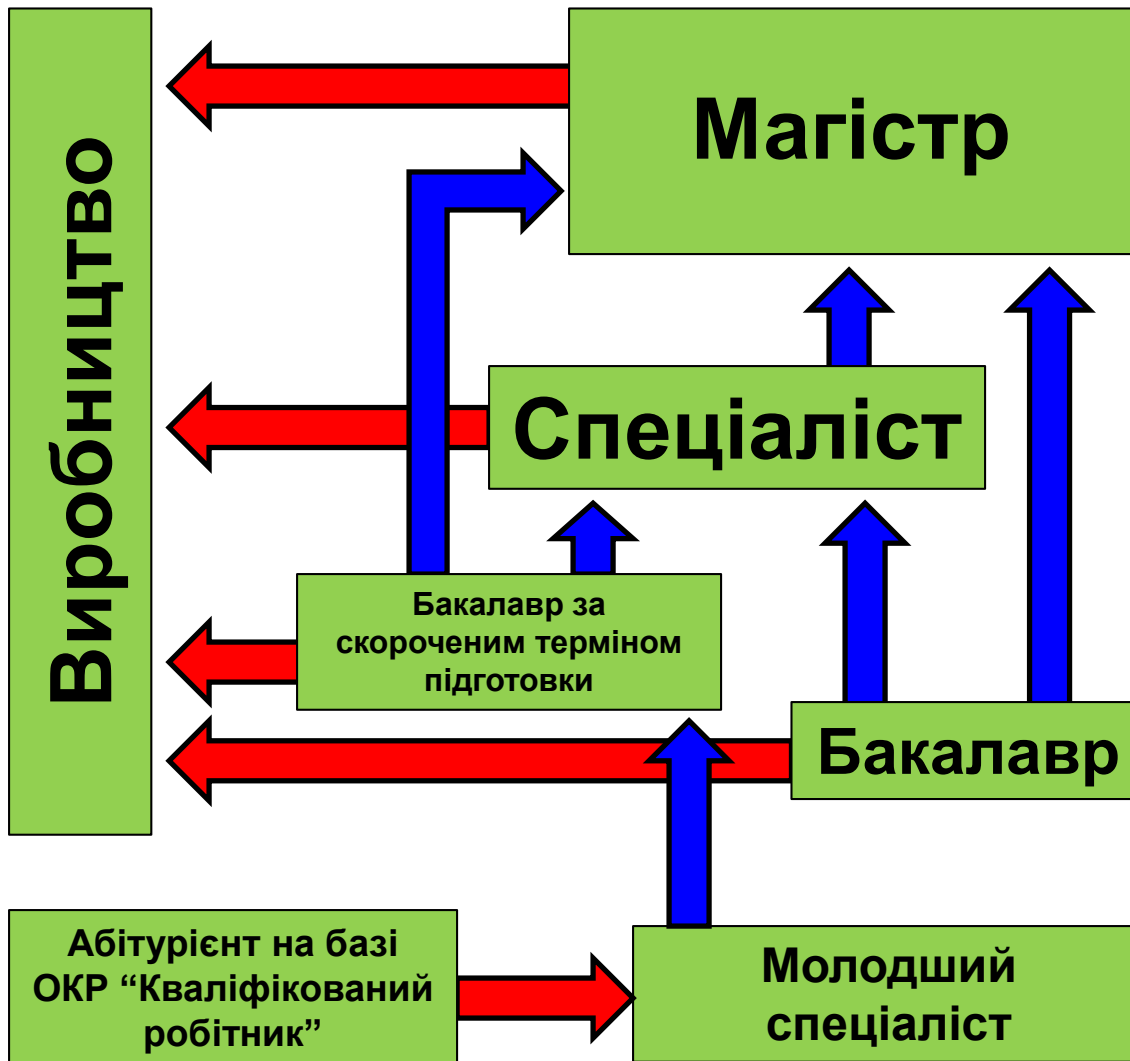 Виробництво
Магістр
Спеціаліст
Бакалавр за
скороченим терміном
підготовки
Бакалавр
Абітурієнт на базі
ОКР “Кваліфікований
робітник”
Молодший
спеціаліст